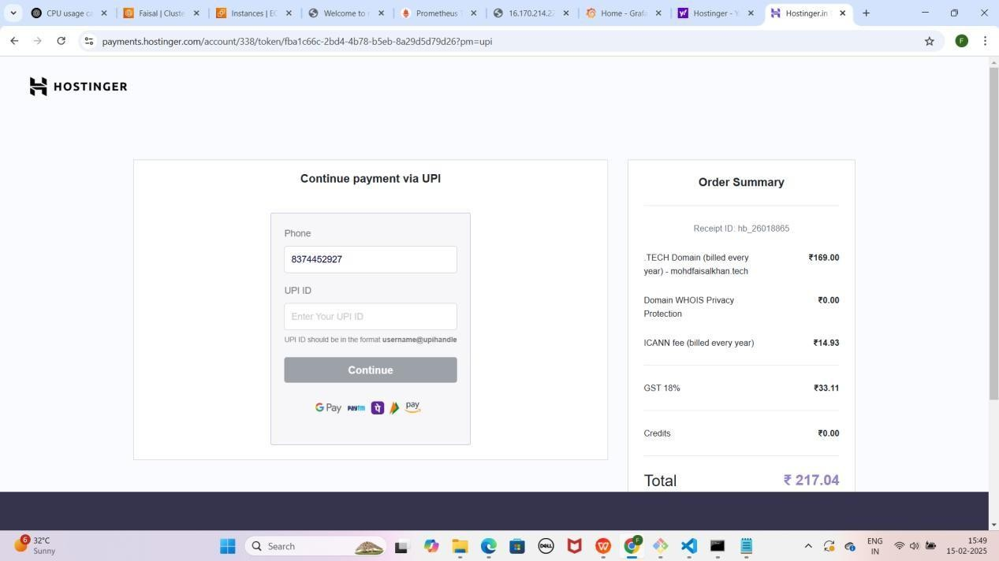 CPU usage ca
Faisal | Cluste
Instances | EC
Welcome to
Prometheus T
16.170.214.22
Home - Grafa
Hostinger - Y
Hostinger.in
payments.hostinger.com/account/338/token/fba1c66c-2bd4-4b78-b5eb-8a29d5d79d26?pm=upi
F
HOSTINGER
Continue payment via UPI
Phone
8374452927
UPI ID
Enter Your UPI ID
UPI ID should be in the format username@upihandle
Continue
G Pay paytm पे pay
Order Summary
Receipt ID: hb_26018865
.TECH Domain (billed every ₹169.00
year) - mohdfaisalkhan.tech
Domain WHOIS Privacy ₹0.00
Protection
ICANN fee (billed every year) ₹14.93
GST 18% ₹33.11
Credits ₹0.00
Total ₹ 217.04
6
32°C
Sunny
Search
DELL
F
ENG
IN
15:49
15-02-2025